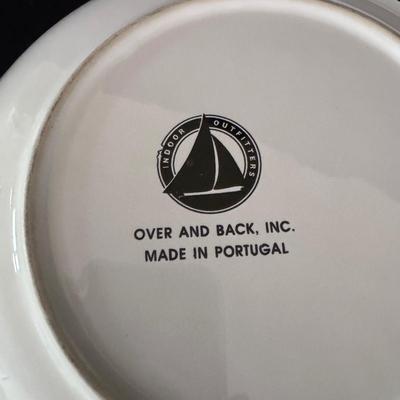 INDOOR OUTFITTERS
OVER AND BACK, INC.
MADE IN PORTUGAL